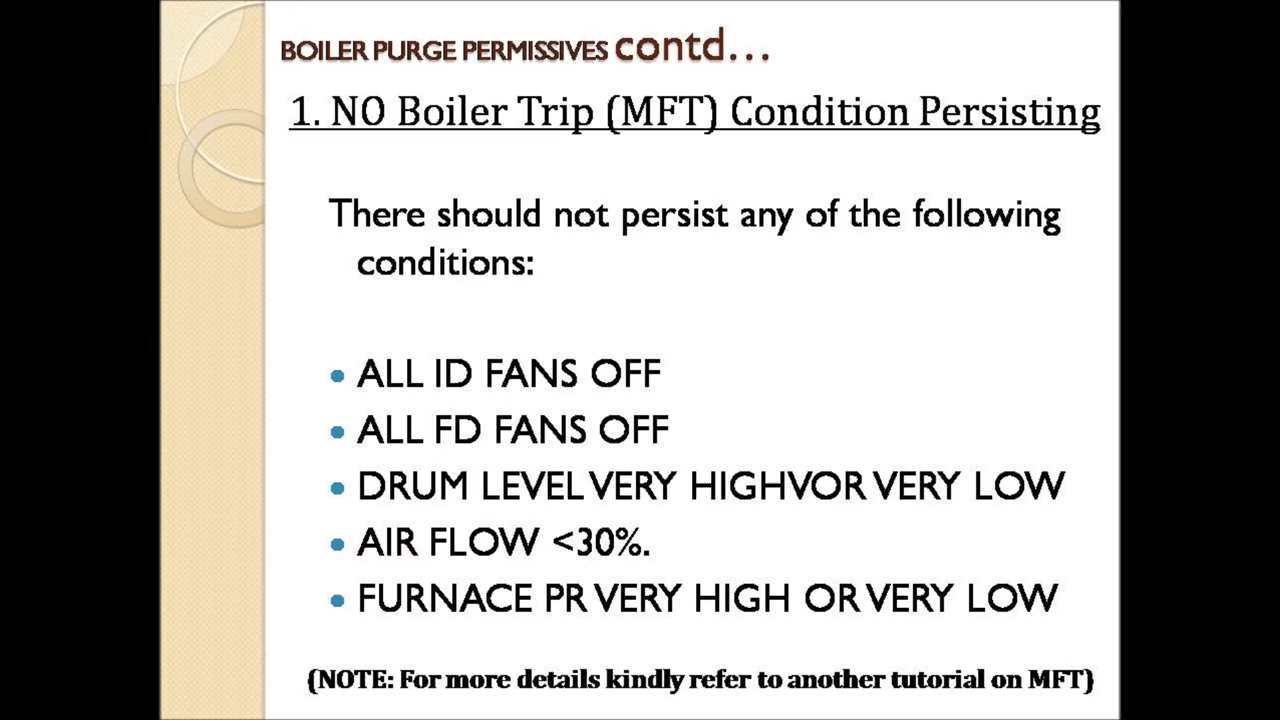 BOILER PURGE PERMISSIVES contd...
1. NO Boiler Trip (MFT) Condition Persisting
There should not persist any of the following
conditions:
• ALL ID FANS OFF
• ALL FD FANS OFF
• DRUM LEVEL VERY HIGHVOR VERY LOW
• AIR FLOW <30%.
• FURNACE PR VERY HIGH OR VERY LOW
(NOTE: For more details kindly refer to another tutorial on MFT)